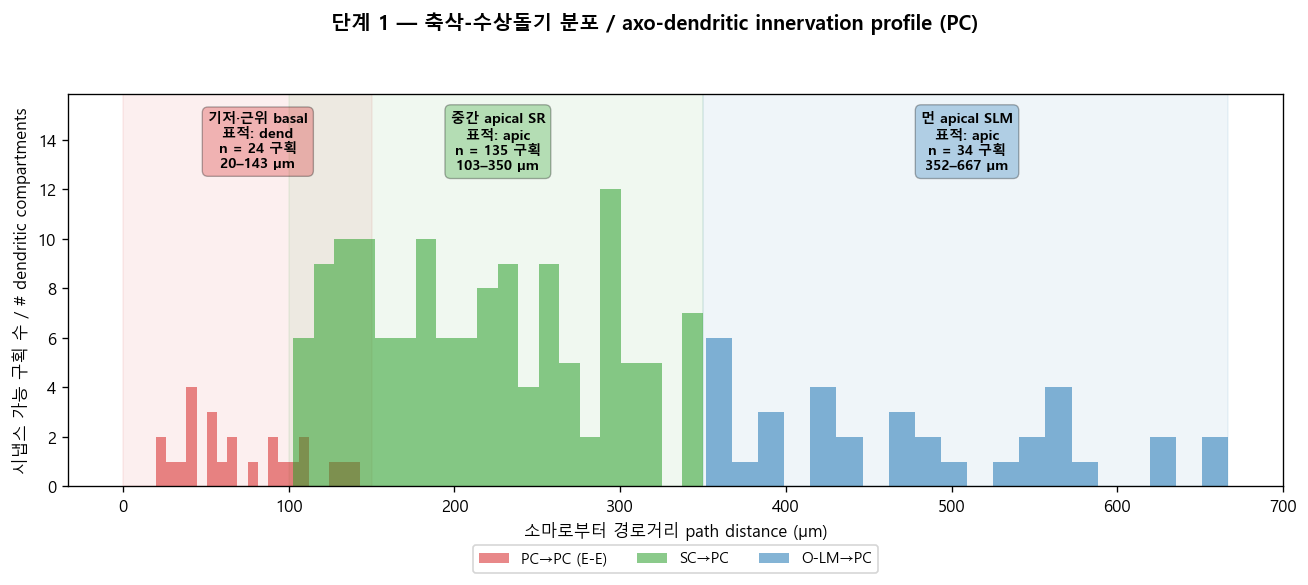 단계 1 — 축삭-수상돌기 분포 / axo-dendritic innervation profile (PC)
기저·근위 basal
표적: dend
n = 24 구획
20–143 µm
중간 apical SR
표적: apic
n = 135 구획
103–350 µm
먼 apical SLM
표적: apic
n = 34 구획
352–667 µm
시냅스 가능 구획 수 / # dendritic compartments
14
12
10
8
6
4
2
0
0 100 200 300 400 500 600 700
소마로부터 경로거리 path distance (µm)
PC→PC (E-E) SC→PC O-LM→PC